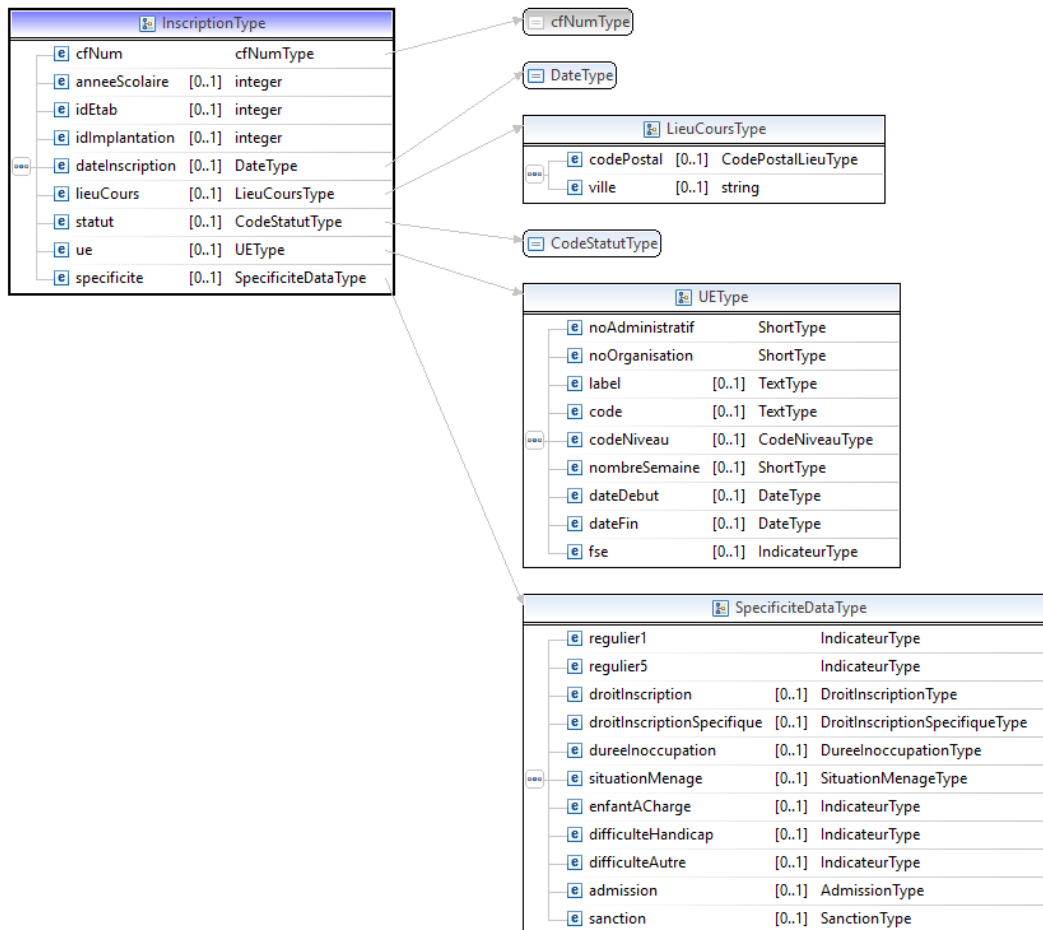 InscriptionType
cfNum cfNumType
anneeScolaire [0..1] integer
idEtab [0..1] integer
idImplantation [0..1] integer
dateInscription [0..1] DateType
lieuCours [0..1] LieuCoursType
statut [0..1] CodeStatutType
ue [0..1] UEType
specificite [0..1] SpecificiteDataType
cfNumType
DateType
LieuCoursType
codePostal [0..1] CodePostalLieuType
ville [0..1] string
CodeStatutType
UEType
noAdministratif ShortType
noOrganisation ShortType
label [0..1] TextType
code [0..1] TextType
codeNiveau [0..1] CodeNiveauType
nombreSemaine [0..1] ShortType
dateDebut [0..1] DateType
dateFin [0..1] DateType
fse [0..1] IndicateurType
SpecificiteDataType
regulier1 IndicateurType
regulier5 IndicateurType
droitInscription [0..1] DroitInscriptionType
droitInscriptionSpecifique [0..1] DroitInscriptionSpecifiqueType
dureeInoccupation [0..1] DureeInoccupationType
situationMenage [0..1] SituationMenageType
enfantACharge [0..1] IndicateurType
difficulteHandicap [0..1] IndicateurType
difficulteAutre [0..1] IndicateurType
admission [0..1] AdmissionType
sanction [0..1] SanctionType